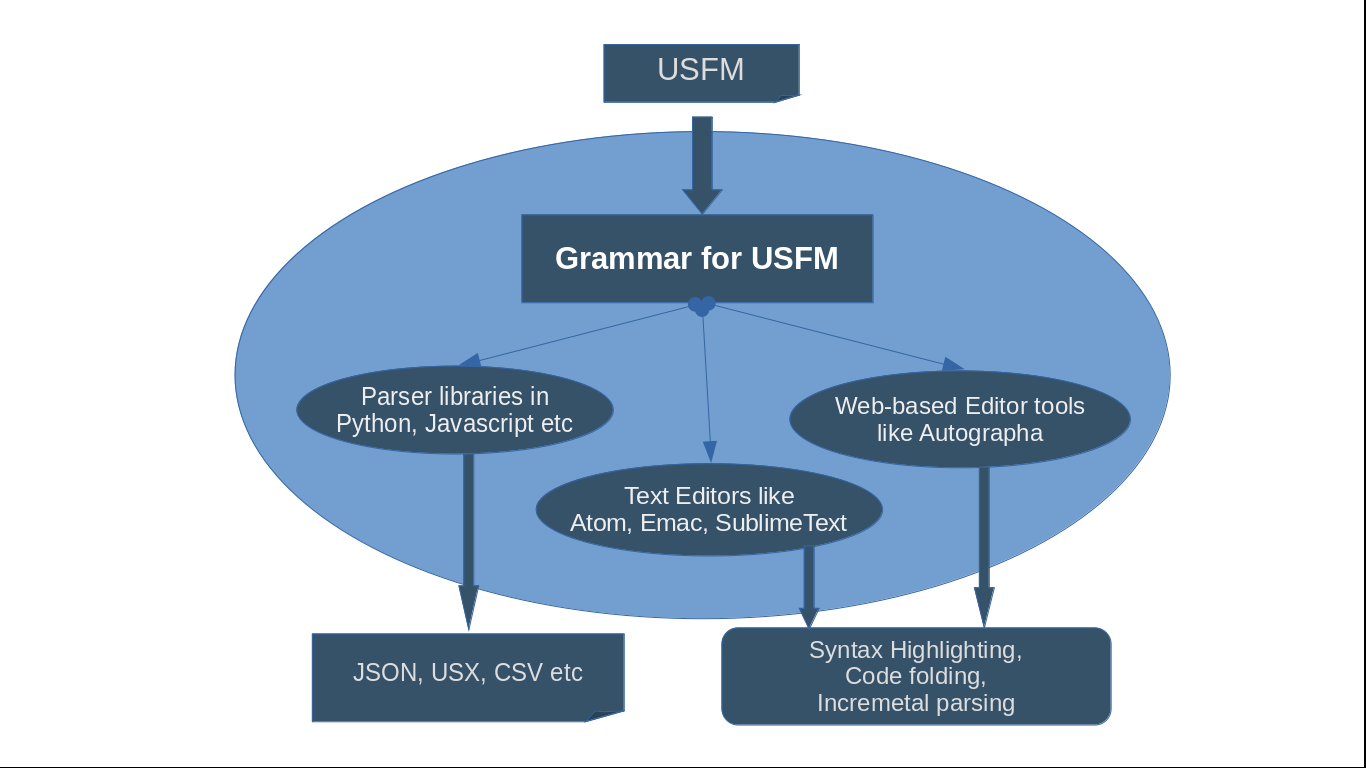 USFM
Grammar for USFM
Parser libraries in
Python, Javascript etc
Web-based Editor tools
like Autographa
Text Editors like
Atom, Emac, SublimeText
JSON, USX, CSV etc
Syntax Highlighting,
Code folding,
Incremetal parsing